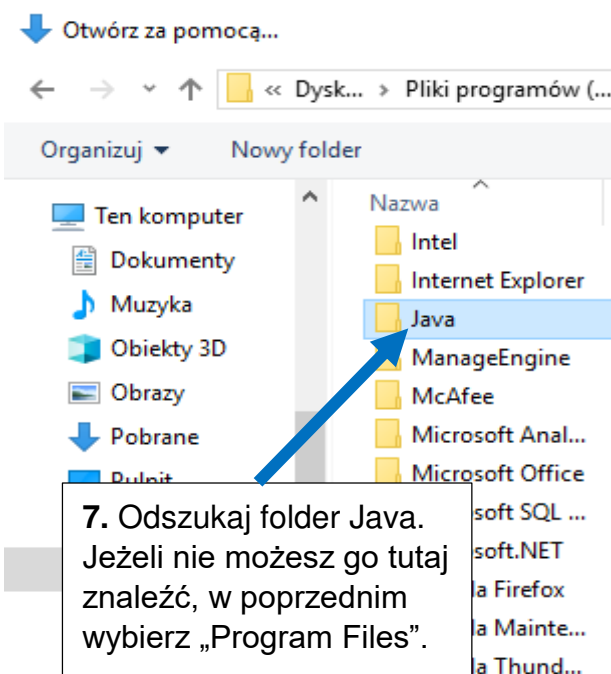 Otwórz za pomocą...
« Dysk... › Pliki programów (...
Organizuj Nowy folder
Ten komputer
Dokumenty
Muzyka
Obiekty 3D
Obrazy
Pobrane
Pulpit
Nazwa
Intel
Internet Explorer
Java
ManageEngine
McAfee
Microsoft Anal...
Microsoft Office
soft SQL ...
soft.NET
la Firefox
la Mainte...
la Thund...
7. Odszukaj folder Java.
Jeżeli nie możesz go tutaj
znaleźć, w poprzednim
wybierz „Program Files”.